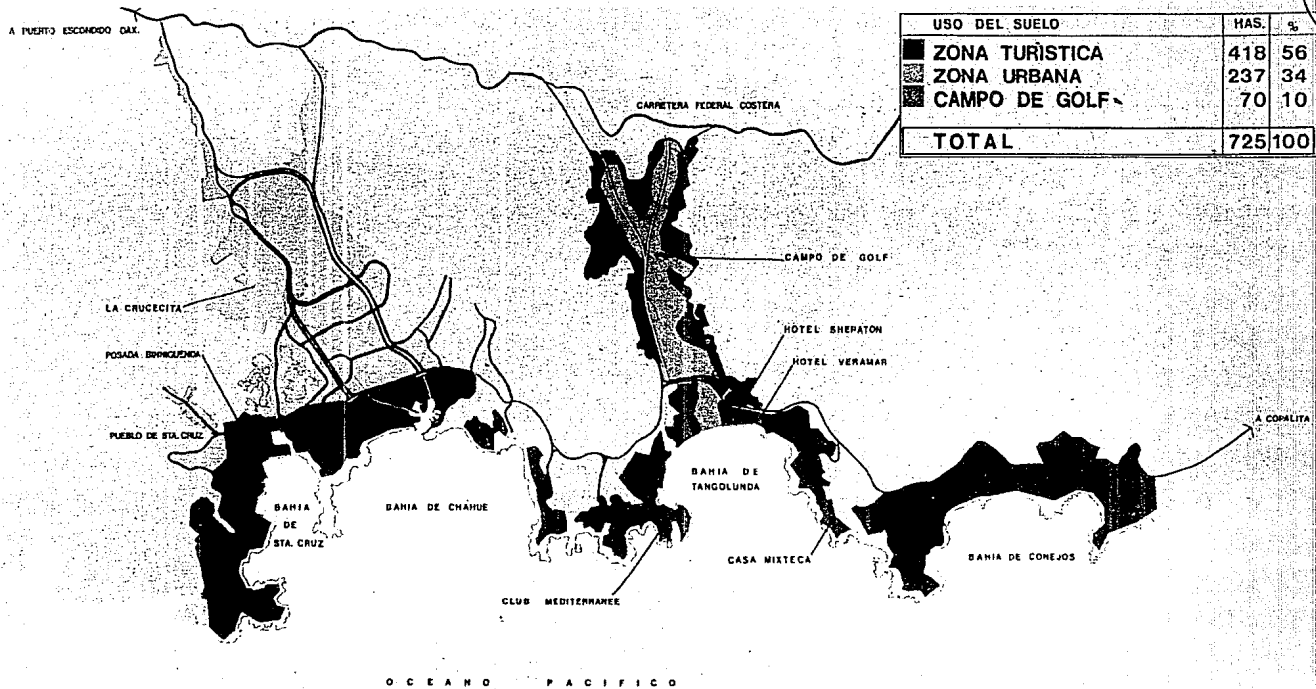 A PUERTO ESCONDIDO OAX.
USO DEL SUELO HAS. %
ZONA TURISTICA 418 56
ZONA URBANA 237 34
CAMPO DE GOLF 70 10
TOTAL 725 100
CARRETERA FEDERAL COSTERA
CAMPO DE GOLF
LA CRUCECITA
HOTEL SHERATON
POSADA BINNIGUENDA
HOTEL VERAMAR
A COPALITA
PUEBLO DE STA. CRUZ
BAHIA DE
TANGOLUNDA
BAHIA
DE
STA. CRUZ
BAHIA DE CHAHUE
CASA MIXTECA
BAHIA DE CONEJOS
CLUB MEDITERRANEE
OCEANO PACIFICO